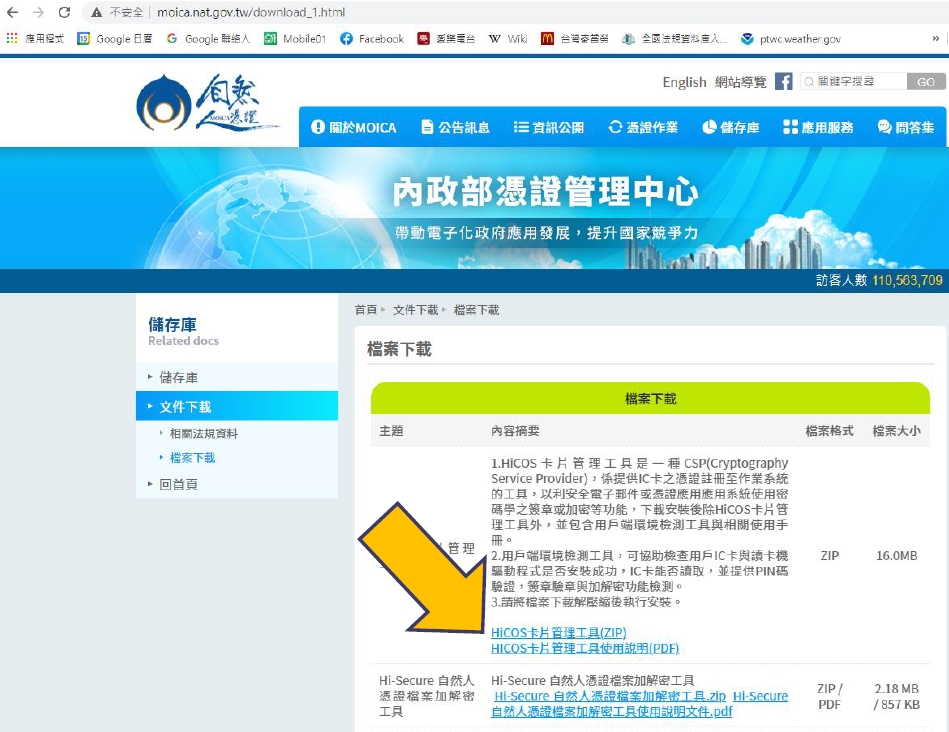 不安全 moica.nat.gov.tw/download_1.html
應用程式 Google 日曆 Google 聯絡人 Mobile01 Facebook 愛樂電台 Wiki 台灣麥當勞 全國法規資料庫入... ptwc.weather.gov »
English 網站導覽 關鍵字搜尋 GO
自然人憑證 MOICA
關於MOICA 公告訊息 資訊公開 憑證作業 儲存庫 應用服務 問答集
內政部憑證管理中心
帶動電子化政府應用發展，提升國家競爭力
訪客人數 110,563,709
首頁 文件下載 檔案下載
儲存庫
Related docs
儲存庫
文件下載
相關法規資料
檔案下載
回首頁
檔案下載
檔案下載
主題 內容摘要 檔案格式 檔案大小
1.HiCOS卡片管理工具是一種CSP(Cryptography
Service Provider)，係提供IC卡之憑證註冊至作業系統
的工具，以利安全電子郵件或憑證應用應用系統使用密
碼學之簽章或加密等功能，下載安裝後除HiCOS卡片管
理工具外，並包含用戶端環境檢測工具與相關使用手
冊。
管理
2.用戶端環境檢測工具，可協助檢查用戶IC卡與讀卡機 ZIP 16.0MB
驅動程式是否安裝成功，IC卡能否讀取，並提供PIN碼
驗證，簽章驗章與加解密功能檢測。
3.請將檔案下載解壓縮後執行安裝。
HiCOS卡片管理工具(ZIP)
HICOS卡片管理工具使用說明(PDF)
Hi-Secure 自然人
憑證檔案加解密
工具
Hi-Secure 自然人憑證檔案加解密工具
Hi-Secure 自然人憑證檔案加解密工具.zip Hi-Secure
自然人憑證檔案加解密工具使用說明文件.pdf
ZIP /
PDF
2.18 MB
/ 857 KB